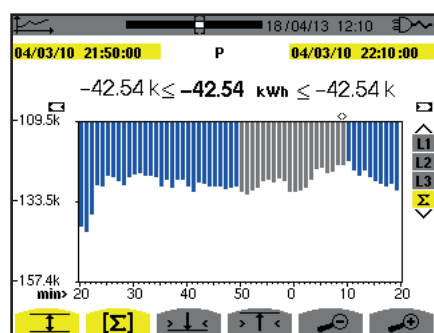 18/04/13 12:10
04/03/10 21:50:00 P 04/03/10 22:10:00
-42.54 k≤ -42.54 kWh ≤ -42.54 k
-109.5k
L1
L2
L3
Σ
-133.5k
-157.4k
min> 20 30 40 50 0 10 20
[Σ]